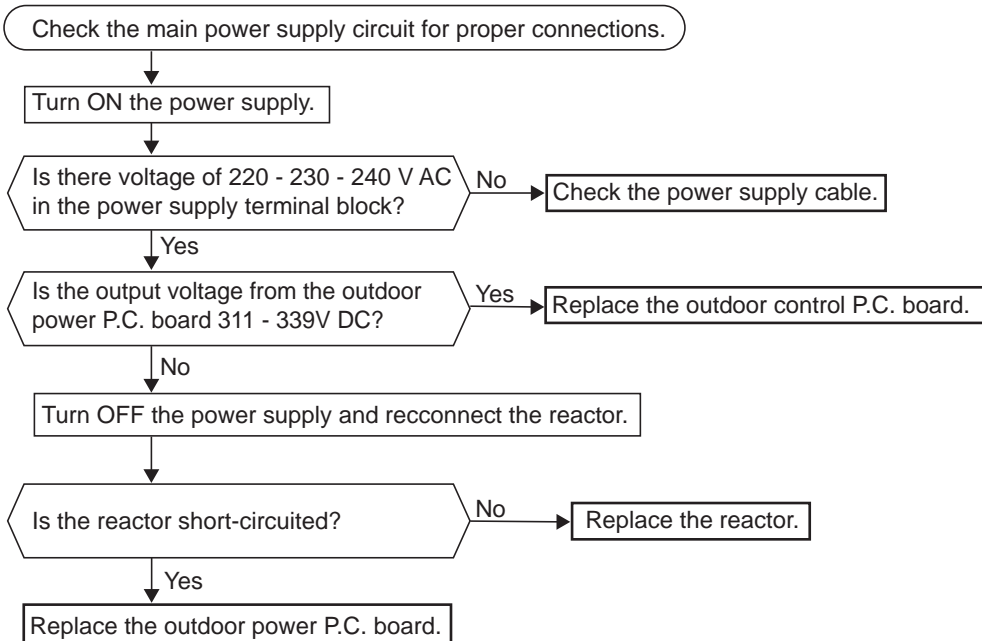 Check the main power supply circuit for proper connections.
Turn ON the power supply.
Is there voltage of 220 - 230 - 240 V AC
in the power supply terminal block?
No
Check the power supply cable.
Yes
Is the output voltage from the outdoor
power P.C. board 311 - 339V DC?
Yes
Replace the outdoor control P.C. board.
No
Turn OFF the power supply and recconnect the reactor.
Is the reactor short-circuited?
No
Replace the reactor.
Yes
Replace the outdoor power P.C. board.